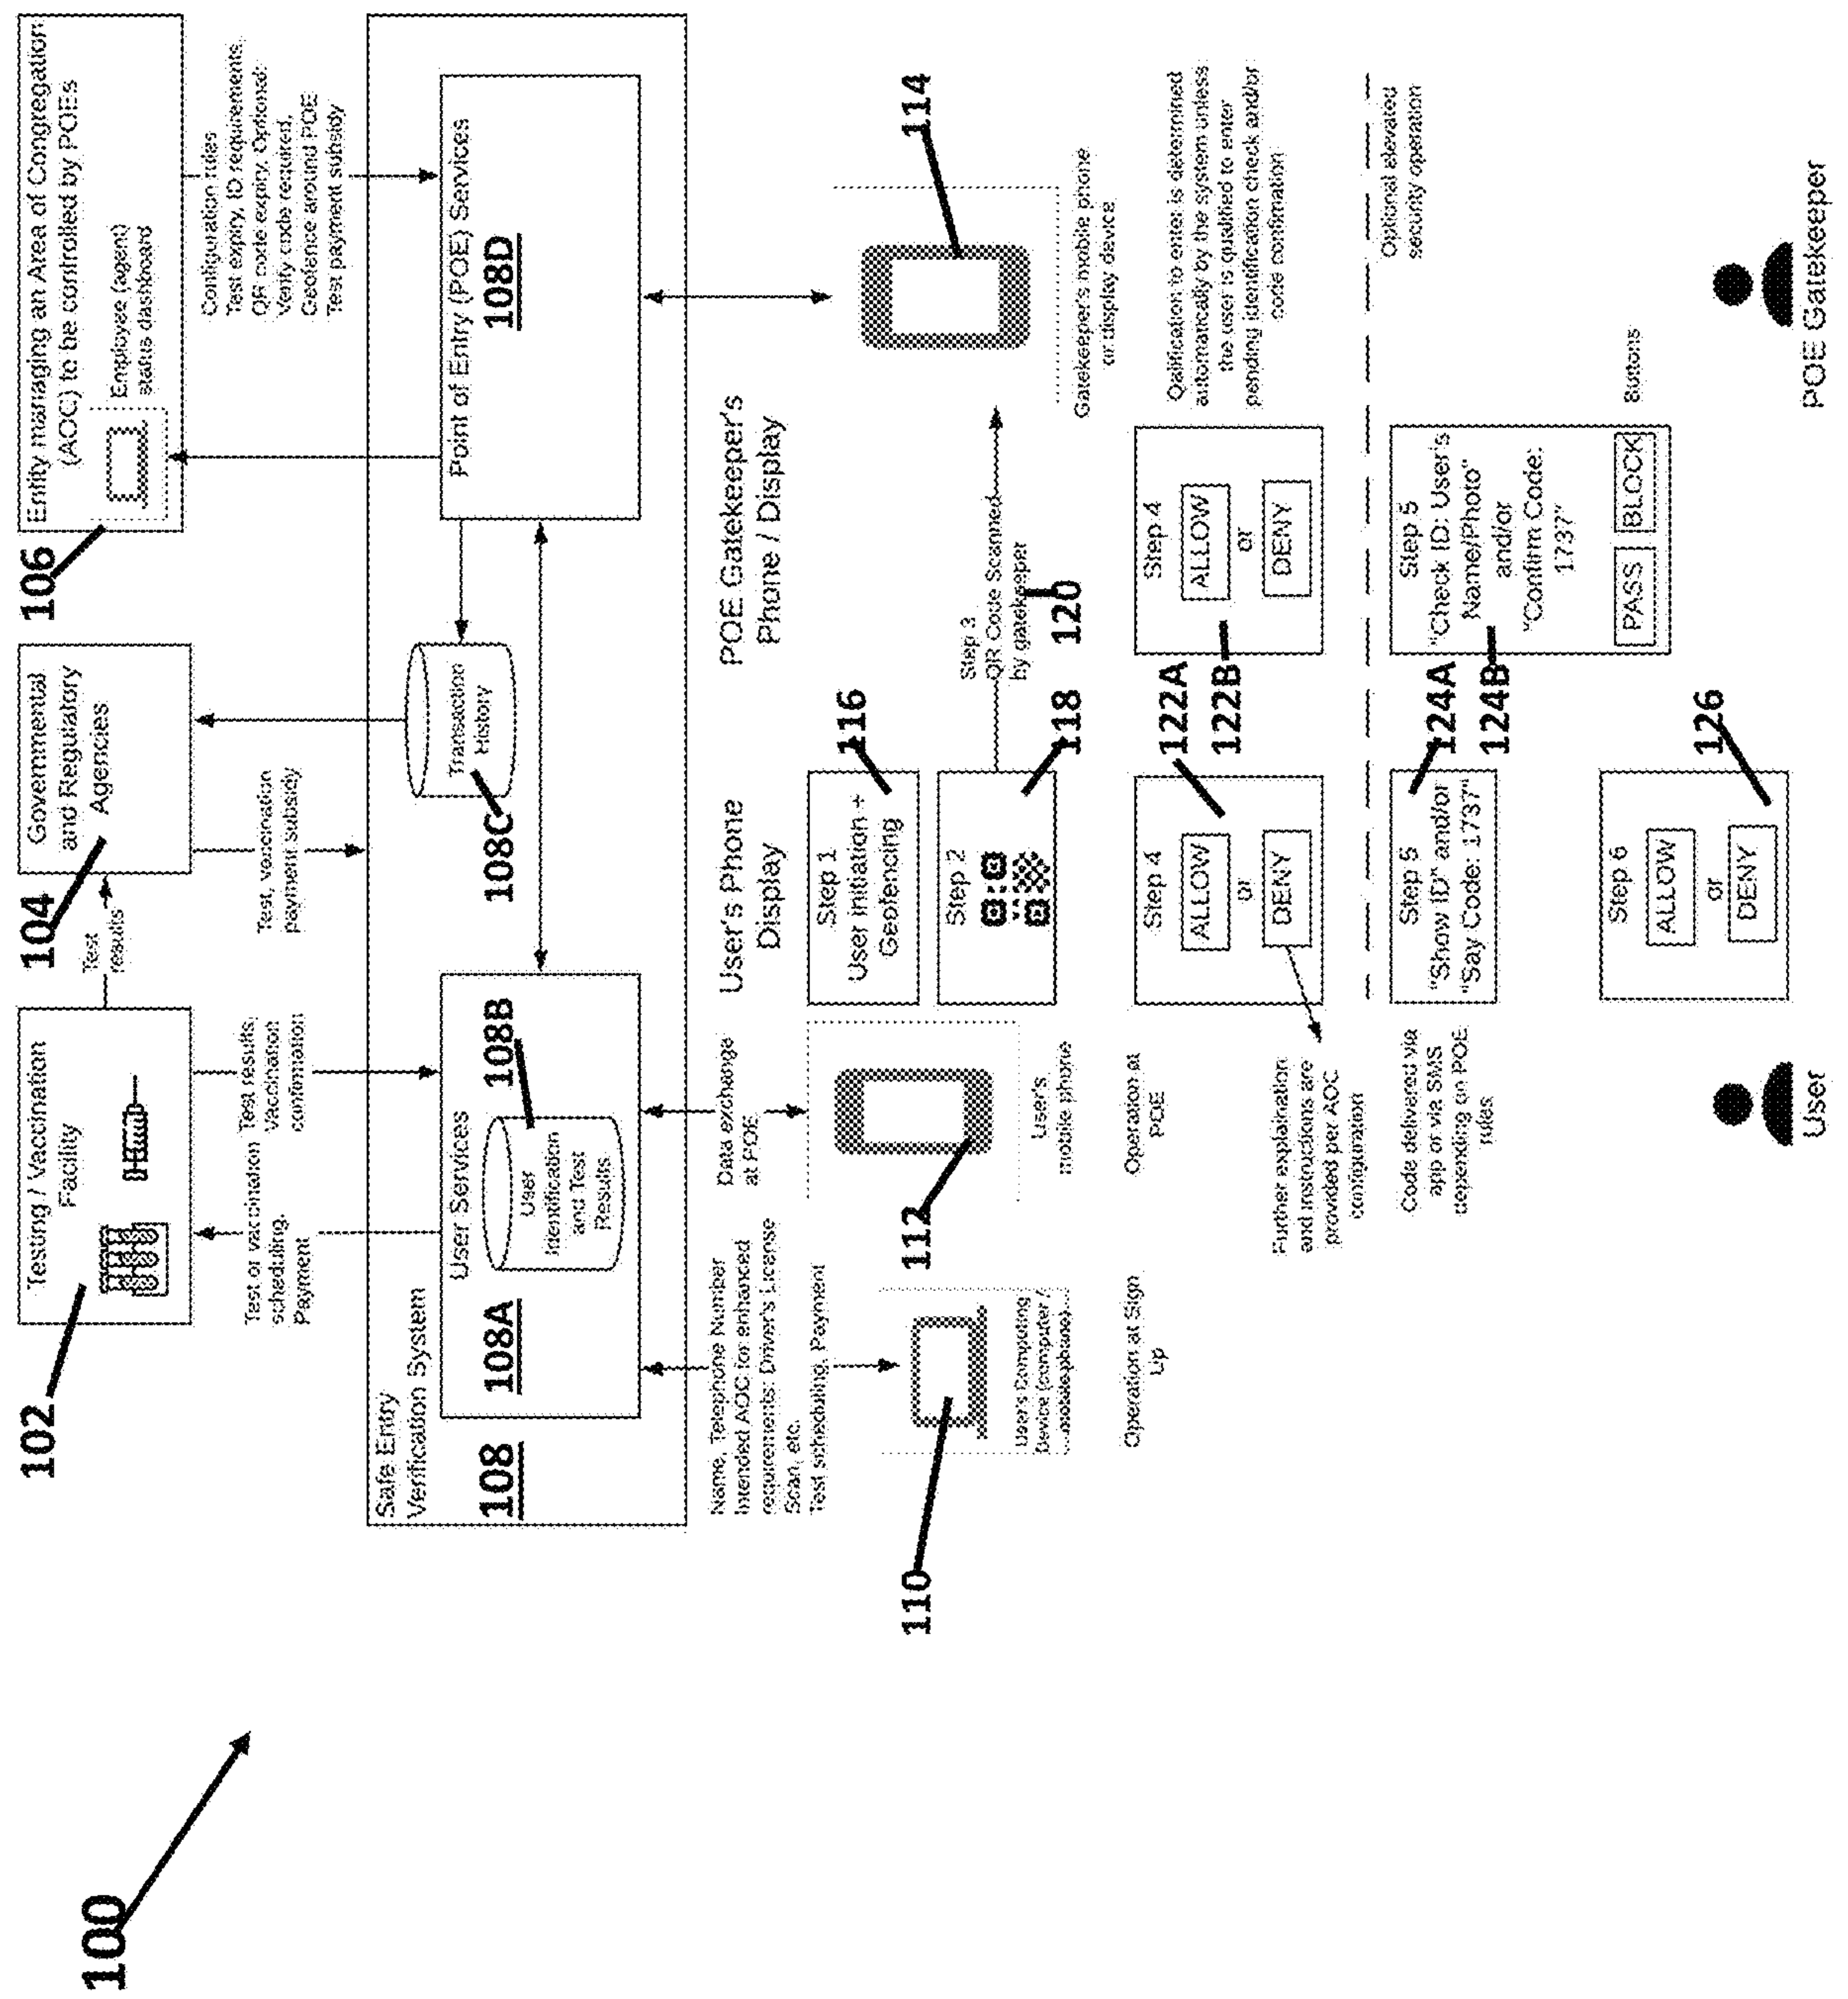 100
102
Testing / Vaccination
Facility
Test
results
104
Governmental
and Regulatory
Agencies
106
Entity managing an Area of Congregation
(AOC) to be controlled by POEs
Employee (agent)
status dashboard
Test or vaccination
scheduling.
Payment
Test results,
Vaccination
confirmation
Test, vaccination
payment subsidy
Configuration rules
Test expiry, ID requirements,
QR code expiry. Optional:
Verify code required,
Geofence around POE
Test payment subsidy
Safe Entry
Verification System
108
User Services
108A
108B
User
Identification
and Test
Results
108C
Transaction
History
Point of Entry (POE) Services
108D
Name, Telephone Number
Intended AOC for enhanced
requirements: Driver's License
Scan, etc.
Test scheduling, Payment
Data exchange
at POE
User's Phone
Display
POE Gatekeeper's
Phone / Display
110
User's Computing
Device (computer /
mobile phone)
Operation at Sign
Up
112
User's
mobile phone
Operation at
POE
Step 1
User initiation +
Geofencing
116
Step 2
118
Step 3
QR Code Scanned
by gatekeeper
120
114
Gatekeeper's mobile phone
or display device
Step 4
ALLOW
or
DENY
122A
122B
Step 4
ALLOW
or
DENY
Qalification to enter is determined
automatically by the system unless
the user is qualified to enter
pending identification check and/or
code confirmation
Further explaination
and instructions are
provided per AOC
configuration
Optional elevated
security operation
Code delivered via
app or via SMS
depending on POE
rules
Step 5
"Show ID" and/or
"Say Code: 1737"
124A
124B
Step 5
"Check ID: User's
Name/Photo"
and/or
"Confirm Code:
1737"
PASS
BLOCK
Buttons
Step 6
ALLOW
or
DENY
126
User
POE Gatekeeper